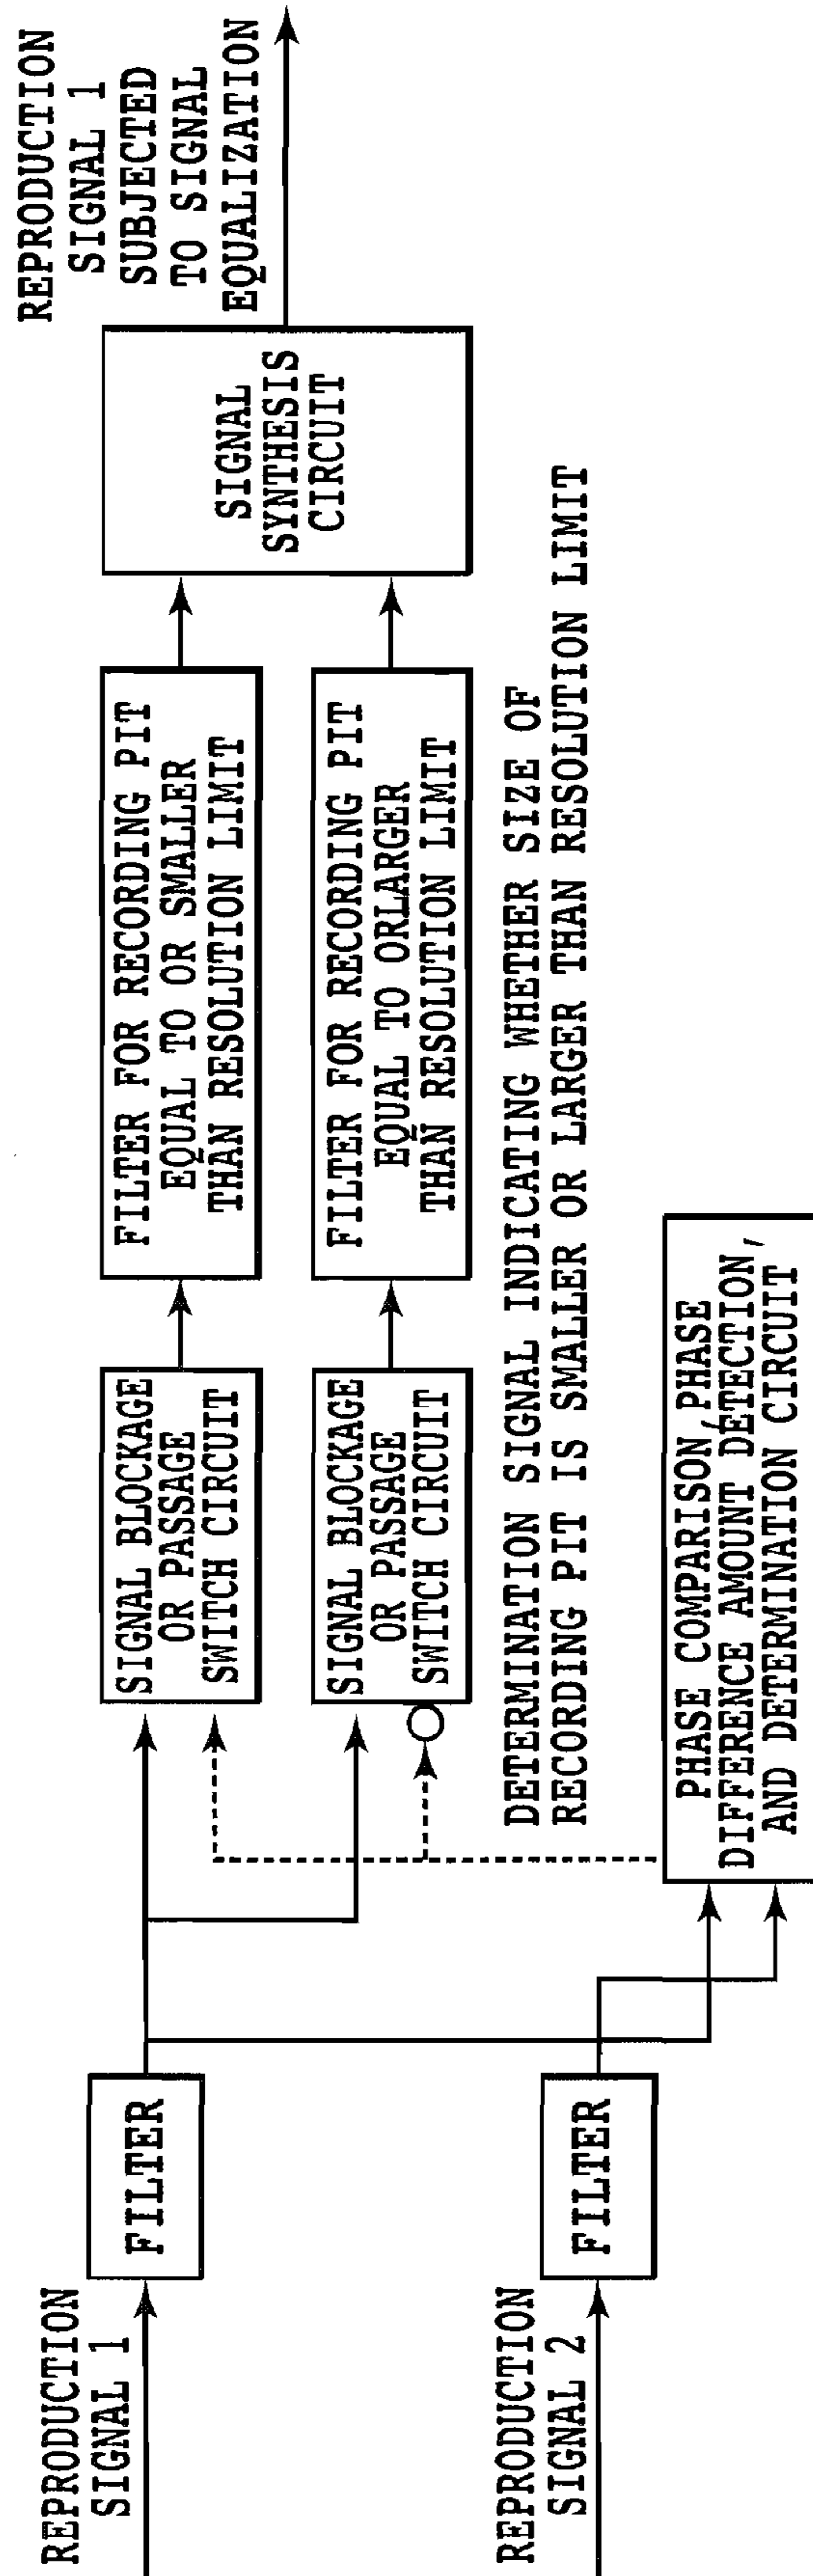 REPRODUCTION
SIGNAL 1
FILTER
SIGNAL BLOCKAGE
OR PASSAGE
SWITCH CIRCUIT
FILTER FOR RECORDING PIT
EQUAL TO OR SMALLER
THAN RESOLUTION LIMIT
SIGNAL
SYNTHESIS
CIRCUIT
REPRODUCTION
SIGNAL 1
SUBJECTED
TO SIGNAL
EQUALIZATION
SIGNAL BLOCKAGE
OR PASSAGE
SWITCH CIRCUIT
FILTER FOR RECORDING PIT
EQUAL TO ORLARGER
THAN RESOLUTION LIMIT
DETERMINATION SIGNAL INDICATING WHETHER SIZE OF
RECORDING PIT IS SMALLER OR LARGER THAN RESOLUTION LIMIT
REPRODUCTION
SIGNAL 2
FILTER
PHASE COMPARISON,PHASE
DIFFERENCE AMOUNT DETECTION,
AND DETERMINATION CIRCUIT